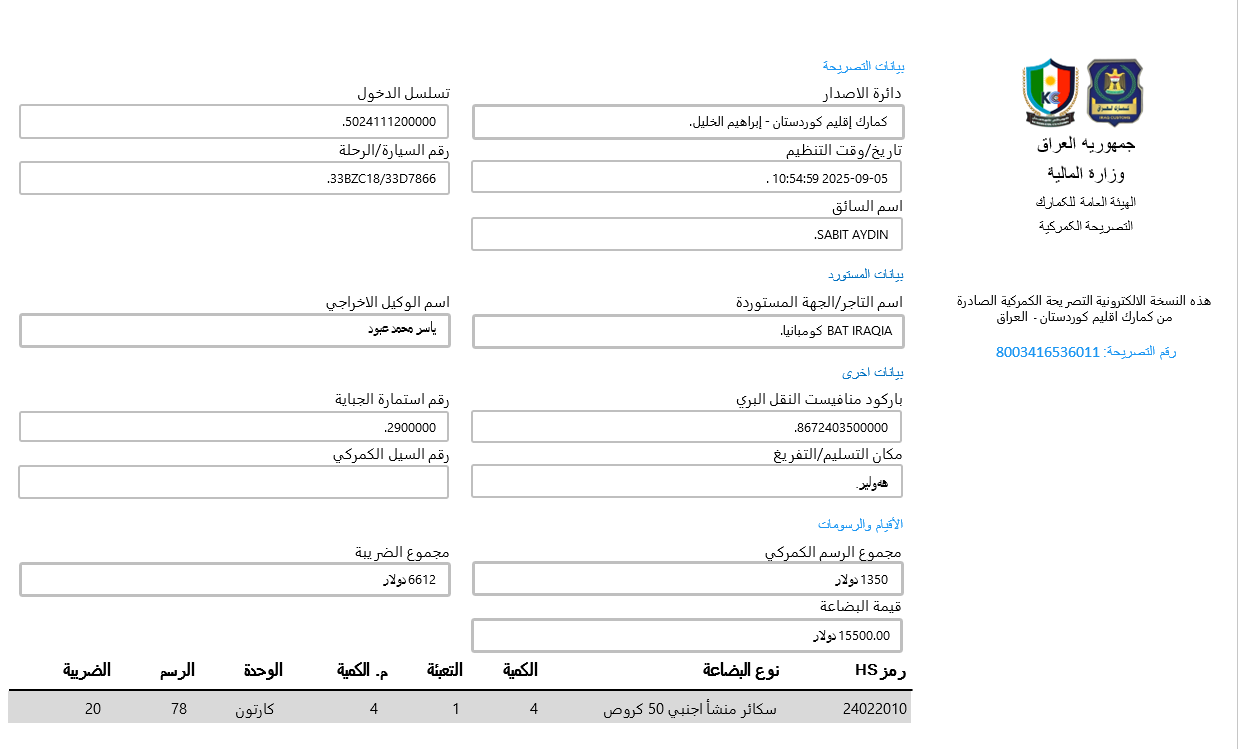 جمهوريه العراق
وزارة المالية
الهيئة العامة للكمارك
التصريحة الكمركية
هذه النسخة الالكترونية التصريحة الكمركية الصادرة
من كمارك اقليم كوردستان - العراق
رقم التصريحة: 8003416536011
بيانات التصريحة
دائرة الاصدار
كمارك إقليم كوردستان - إبراهيم الخليل.
تسلسل الدخول
5024111200000.
تاريخ/وقت التنظيم
2025-09-05 10:54:59 .
رقم السيارة/الرحلة
33BZC18/33D7866.
اسم السائق
SABIT AYDIN.
بيانات المستورد
اسم التاجر/الجهة المستوردة
BAT IRAQIA كومبانيا.
اسم الوكيل الاخراجي
ياسر محمد عبود
بيانات اخرى
باركود منافيست النقل البري
8672403500000.
رقم استمارة الجباية
2900000.
مكان التسليم/التفريغ
هەولیر.
رقم السيل الكمركي
الأقيام والرسومات
مجموع الرسم الكمركي
1350 دولار
مجموع الضريبة
6612 دولار
قيمة البضاعة
15500.00 دولار
رمز HS نوع البضاعة الكمية التعبئة م. الكمية الوحدة الرسم الضريبة
24022010 سكائر منشأ اجنبي 50 كروص 4 1 4 كارتون 78 20